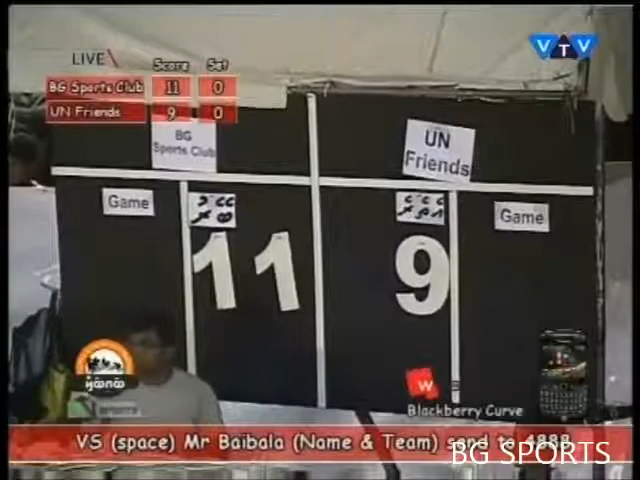 VTV
LIVE
Score Set
BG Sports Club 11 0
UN Friends 9 0
BG
Sports Club
UN
Friends
Game
Game
11
9
W
Blackberry Curve
VS (space) Mr Baibala (Name & Team) send to 4888
BG SPORTS